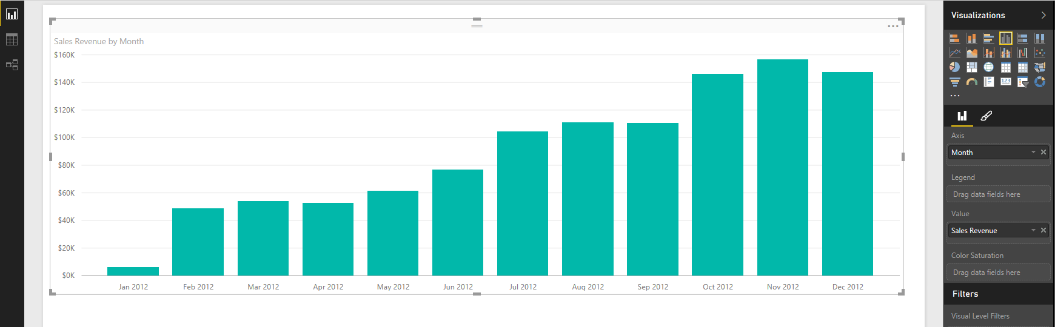 Sales Revenue by Month
$160K
$140K
$120K
$100K
$80K
$60K
$40K
$20K
$0K
Jan 2012 Feb 2012 Mar 2012 Apr 2012 May 2012 Jun 2012 Jul 2012 Aug 2012 Sep 2012 Oct 2012 Nov 2012 Dec 2012
Visualizations
Axis
Month
Legend
Drag data fields here
Value
Sales Revenue
Color Saturation
Drag data fields here
Filters
Visual Level Filters